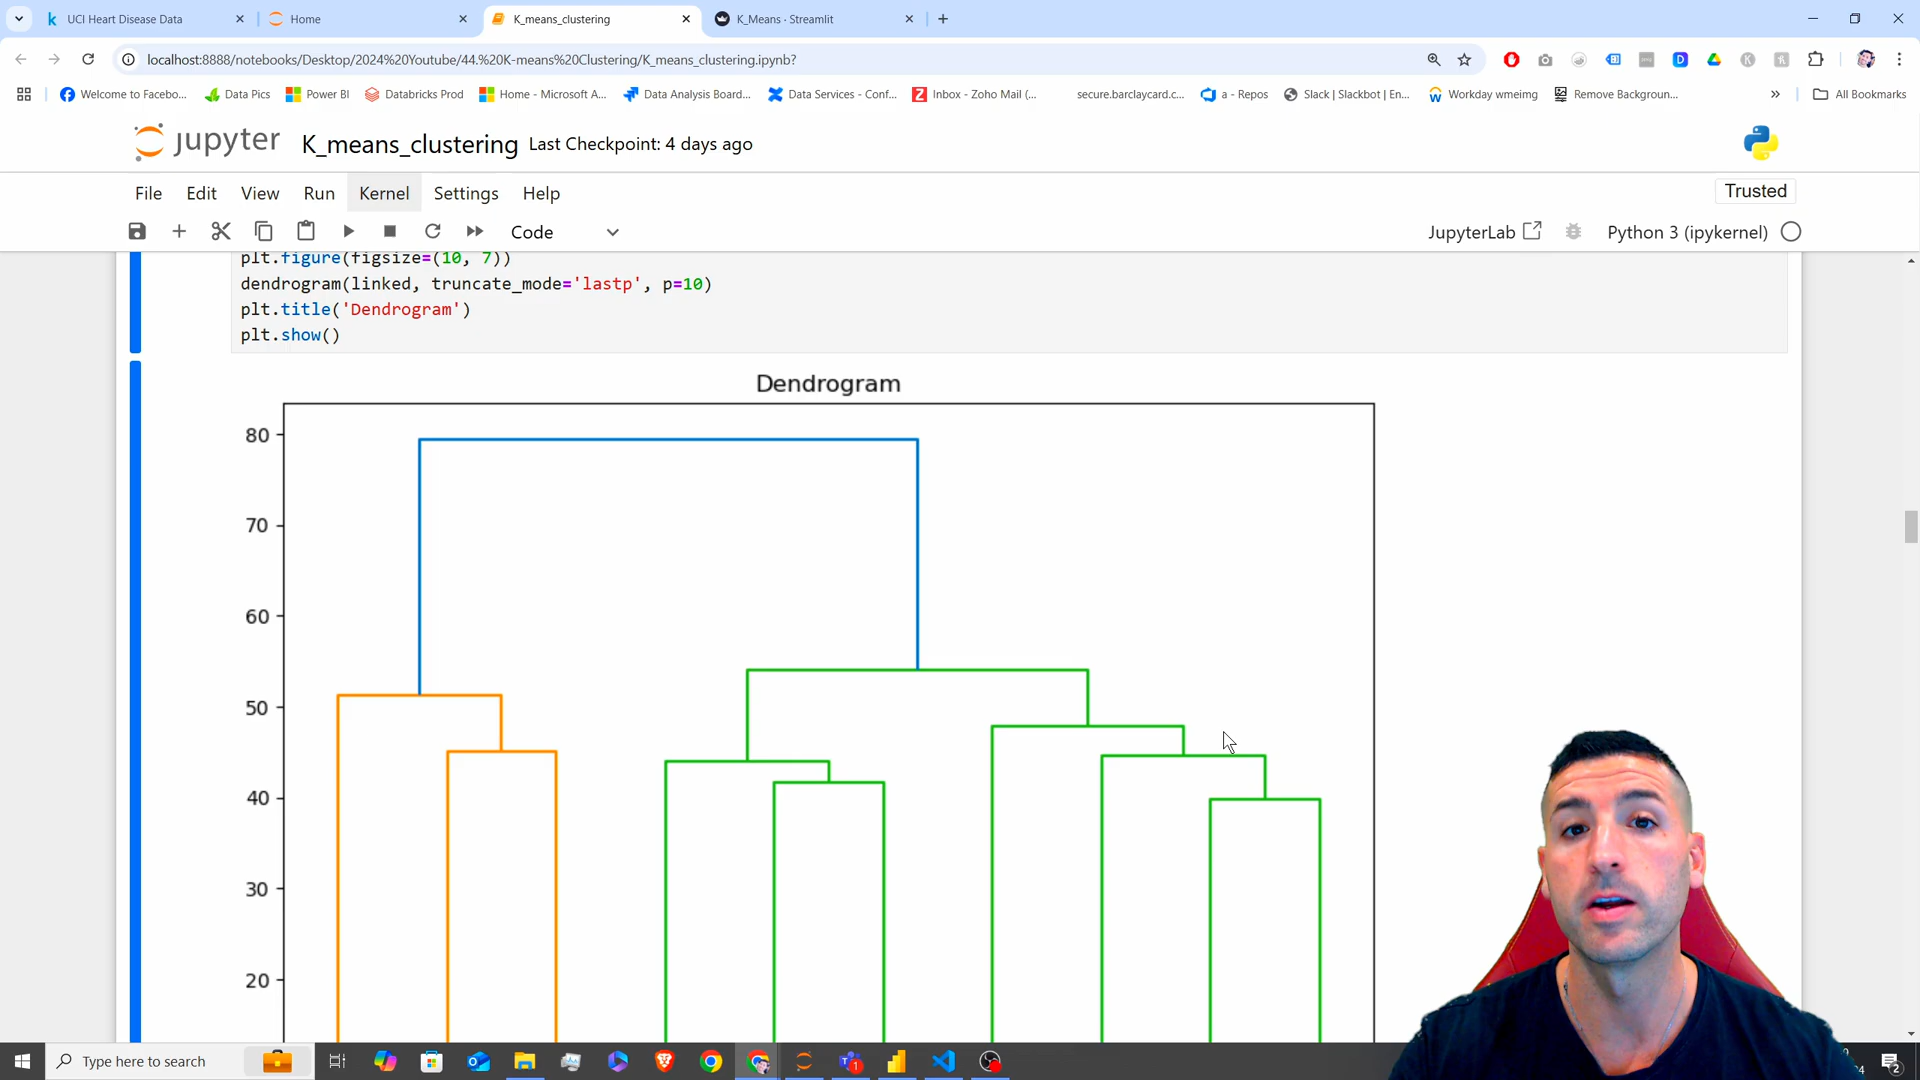 UCI Heart Disease Data
Home
K_means_clustering
K_Means · Streamlit
localhost:8888/notebooks/Desktop/2024%20Youtube/44.%20K-means%20Clustering/K_means_clustering.ipynb?
Welcome to Facebo...
Data Pics
Power BI
Databricks Prod
Home - Microsoft A...
Data Analysis Board...
Data Services - Conf...
Inbox - Zoho Mail (...
secure.barclaycard.c...
a - Repos
Slack | Slackbot | En...
Workday wmeimg
Remove Backgroun...
All Bookmarks
jupyter
K_means_clustering
Last Checkpoint: 4 days ago
File Edit View Run Kernel Settings Help
Trusted
Code
JupyterLab
Python 3 (ipykernel)
plt.figure(figsize=(10, 7))
dendrogram(linked, truncate_mode='lastp', p=10)
plt.title('Dendrogram')
plt.show()
Dendrogram
80
70
60
50
40
30
20
Type here to search